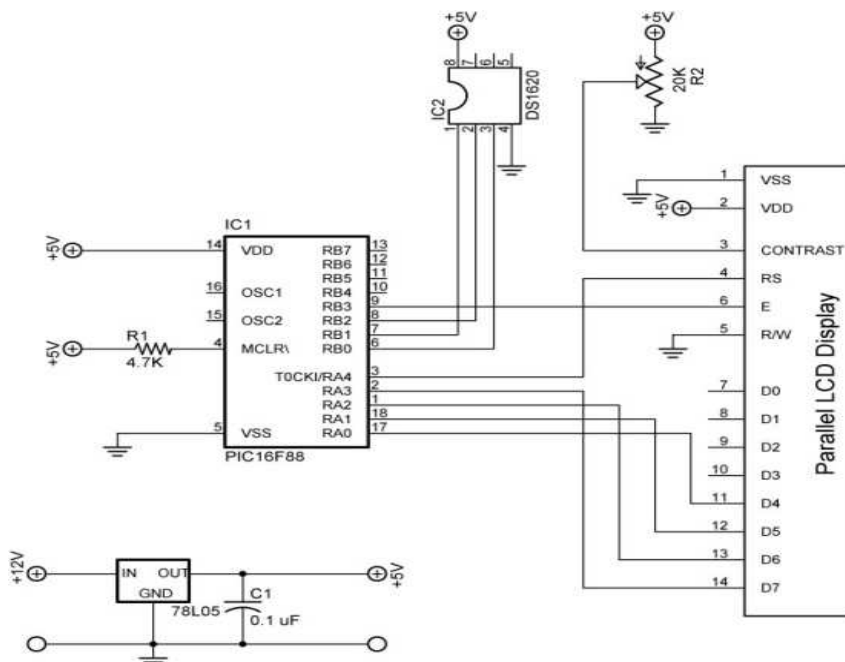 +5V
+5V
8 7 6 5
IC2
DS1620
1 2 3 4
20K
R2
1 VSS
+5V
2 VDD
3 CONTRAST
4 RS
6 E
5 R/W
7 D0
8 D1
9 D2
10 D3
11 D4
12 D5
13 D6
14 D7
Parallel LCD Display
IC1
+5V
14 VDD
RB7 13
RB6 12
16 OSC1
RB5 11
RB4 10
15 OSC2
RB3 9
RB2 8
R1
4.7K
+5V
4 MCLR\
RB1 7
RB0 6
T0CKI/RA4 3
RA3 2
RA2 1
RA1 18
5 VSS
RA0 17
PIC16F88
+12V
IN OUT
GND
78L05
C1
0.1 uF
+5V